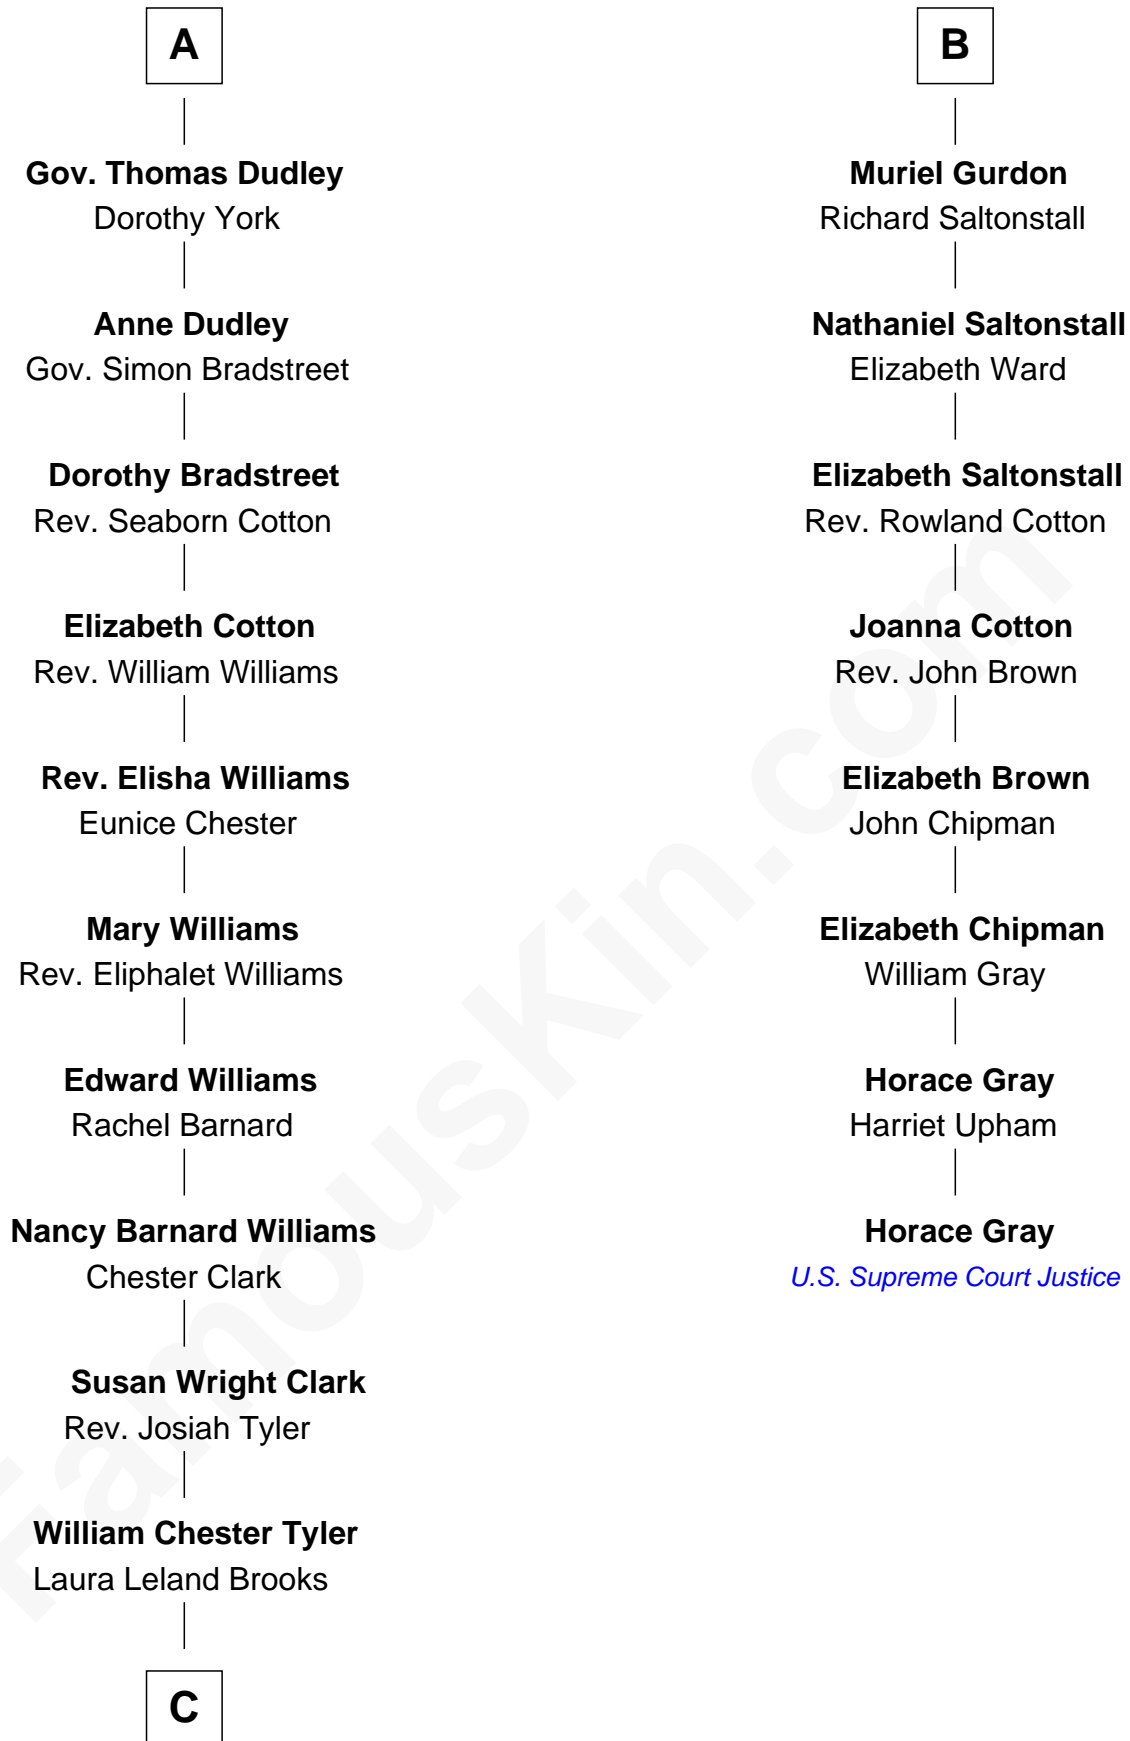 A
Gov. Thomas Dudley
Dorothy York
Anne Dudley
Gov. Simon Bradstreet
Dorothy Bradstreet
Rev. Seaborn Cotton
Elizabeth Cotton
Rev. William Williams
Rev. Elisha Williams
Eunice Chester
Mary Williams
Rev. Eliphalet Williams
Edward Williams
Rachel Barnard
Nancy Barnard Williams
Chester Clark
Susan Wright Clark
Rev. Josiah Tyler
William Chester Tyler
Laura Leland Brooks
C
B
Muriel Gurdon
Richard Saltonstall
Nathaniel Saltonstall
Elizabeth Ward
Elizabeth Saltonstall
Rev. Rowland Cotton
Joanna Cotton
Rev. John Brown
Elizabeth Brown
John Chipman
Elizabeth Chipman
William Gray
Horace Gray
Harriet Upham
Horace Gray
U.S. Supreme Court Justice
FamousKin.com